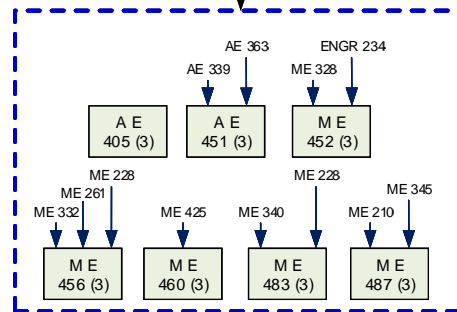 AE 363
ENGR 234
AE 339
ME 328
A E
405 (3)
A E
451 (3)
M E
452 (3)
ME 228
ME 228
ME 261
ME 345
ME 332
ME 425
ME 340
ME 210
M E
456 (3)
M E
460 (3)
M E
483 (3)
M E
487 (3)